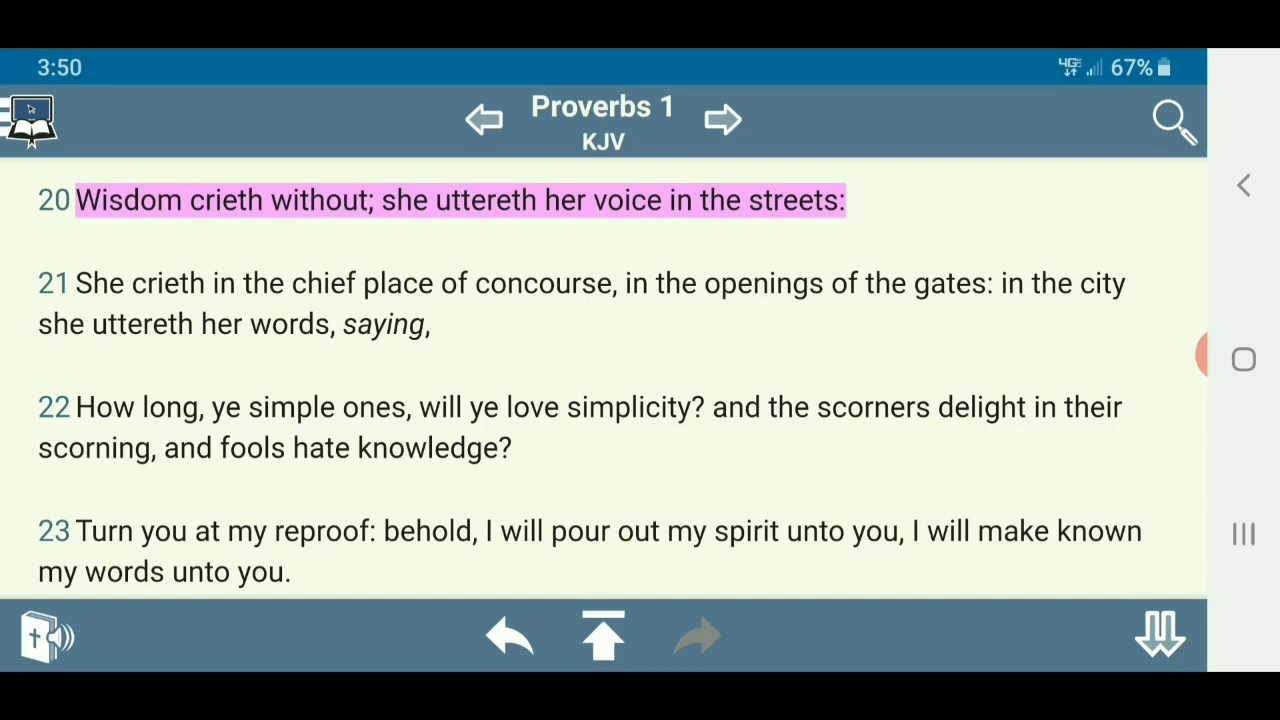 3:50
4GE 67%
Proverbs 1
KJV
20 Wisdom crieth without; she uttereth her voice in the streets:
21 She crieth in the chief place of concourse, in the openings of the gates: in the city
she uttereth her words, saying,
22 How long, ye simple ones, will ye love simplicity? and the scorners delight in their
scorning, and fools hate knowledge?
23 Turn you at my reproof: behold, I will pour out my spirit unto you, I will make known
my words unto you.